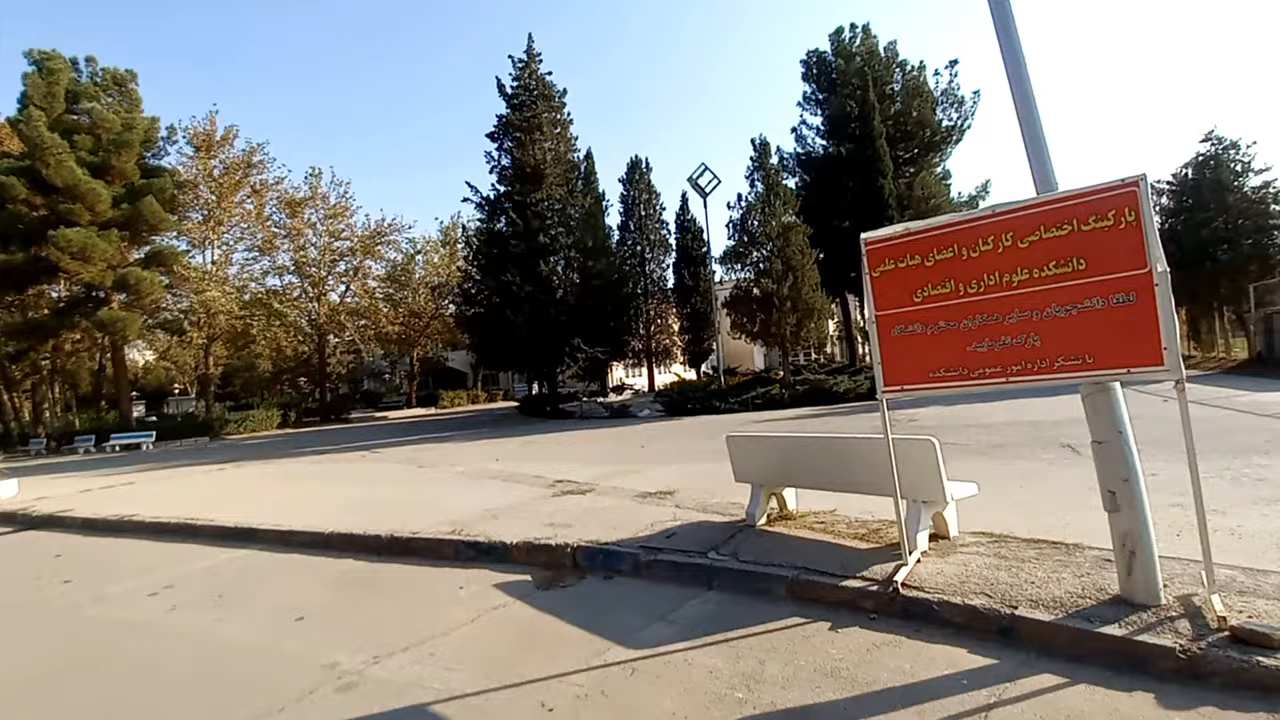 پارکینگ اختصاصی کارکنان و اعضای هیات علمی
دانشکده علوم اداری و اقتصادی
لطفا دانشجویان و سایر همکاران محترم دانشگاه
پارک نفرمایید.
با تشکر اداره امور عمومی دانشکده